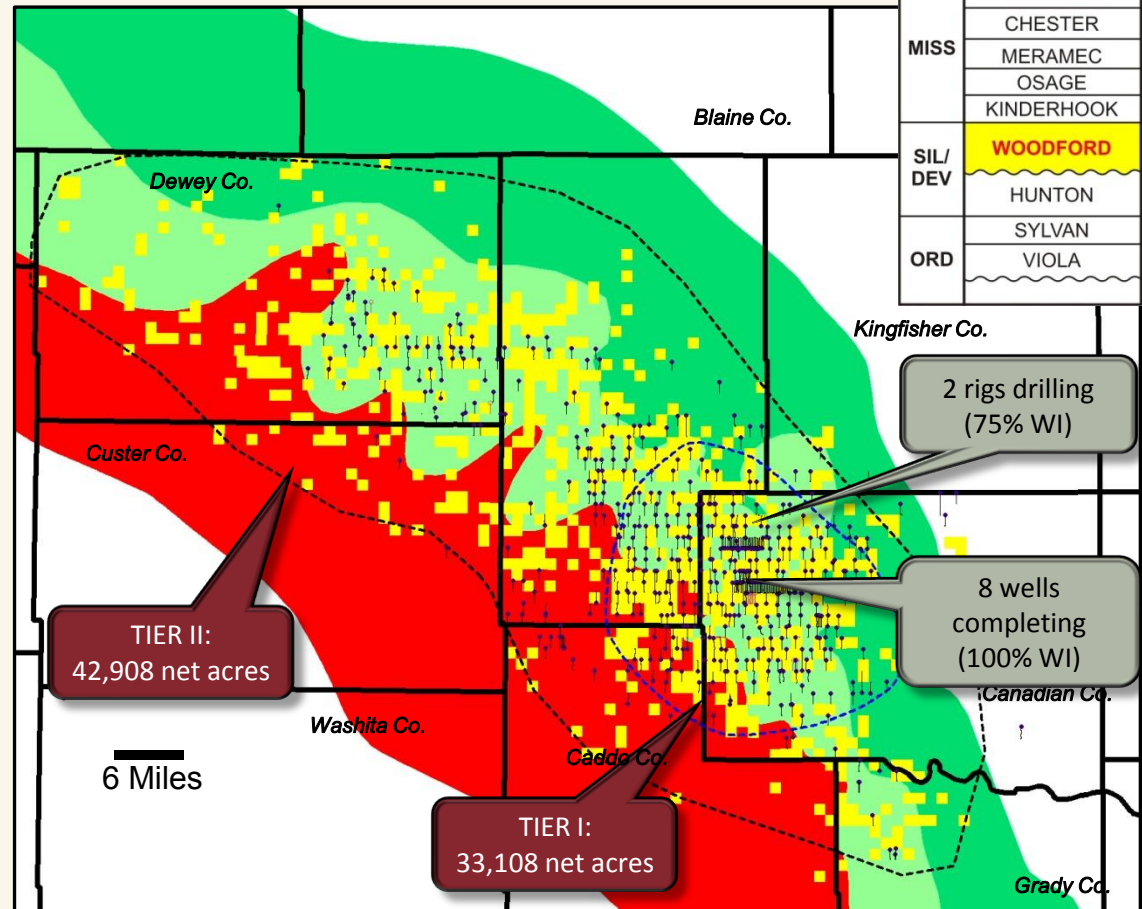 CHESTER
MISS
MERAMEC
OSAGE
KINDERHOOK
SIL/
DEV
WOODFORD
HUNTON
SYLVAN
ORD
VIOLA
Blaine Co.
Dewey Co.
Kingfisher Co.
2 rigs drilling
(75% WI)
Custer Co.
8 wells
completing
(100% WI)
TIER II:
42,908 net acres
Canadian Co.
Washita Co.
Caddo Co.
6 Miles
TIER I:
33,108 net acres
Grady Co.